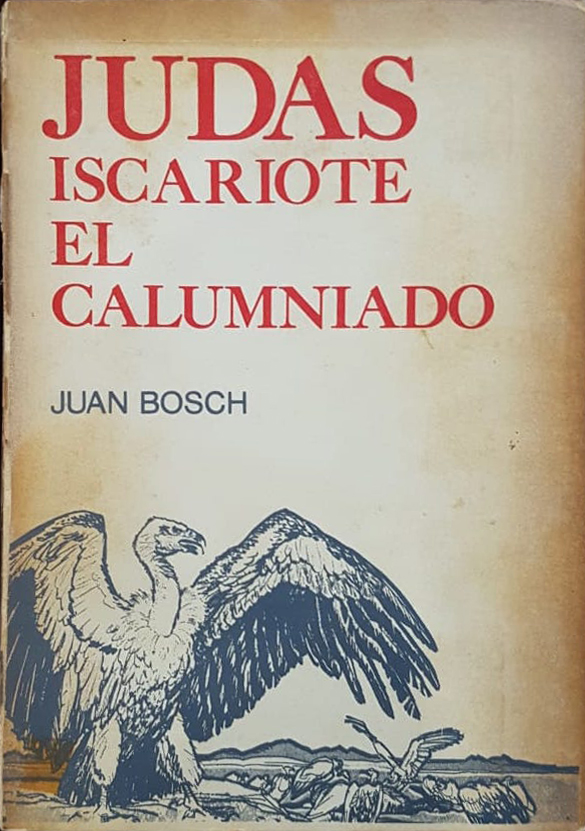 JUDAS
ISCARIOTE
EL
CALUMNIADO
JUAN BOSCH